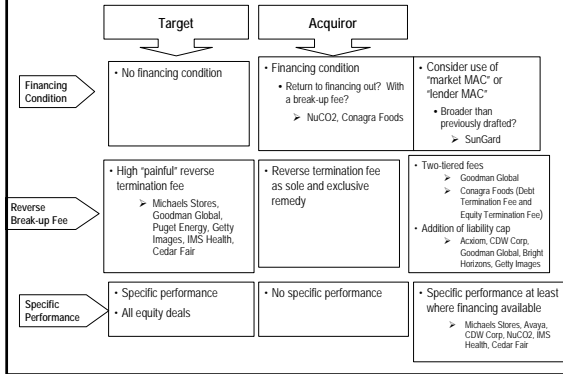 Target
Acquiror
Financing
Condition
• No financing condition
• Financing condition
• Return to financing out? With
a break-up fee?
➢ NuCO2, Conagra Foods
• Consider use of
"market MAC" or
"lender MAC"
• Broader than
previously drafted?
➢ SunGard
Reverse
Break-up Fee
• High "painful" reverse
termination fee
➢ Michaels Stores,
Goodman Global,
Puget Energy, Getty
Images, IMS Health,
Cedar Fair
• Reverse termination fee
as sole and exclusive
remedy
• Two-tiered fees
➢ Goodman Global
➢ Conagra Foods (Debt
Termination Fee and
Equity Termination Fee)
• Addition of liability cap
➢ Acxiom, CDW Corp,
Goodman Global, Bright
Horizons, Getty Images
Specific
Performance
• Specific performance
• All equity deals
• No specific performance
• Specific performance at least
where financing available
➢ Michaels Stores, Avaya,
CDW Corp, NuCO2, IMS
Health, Cedar Fair